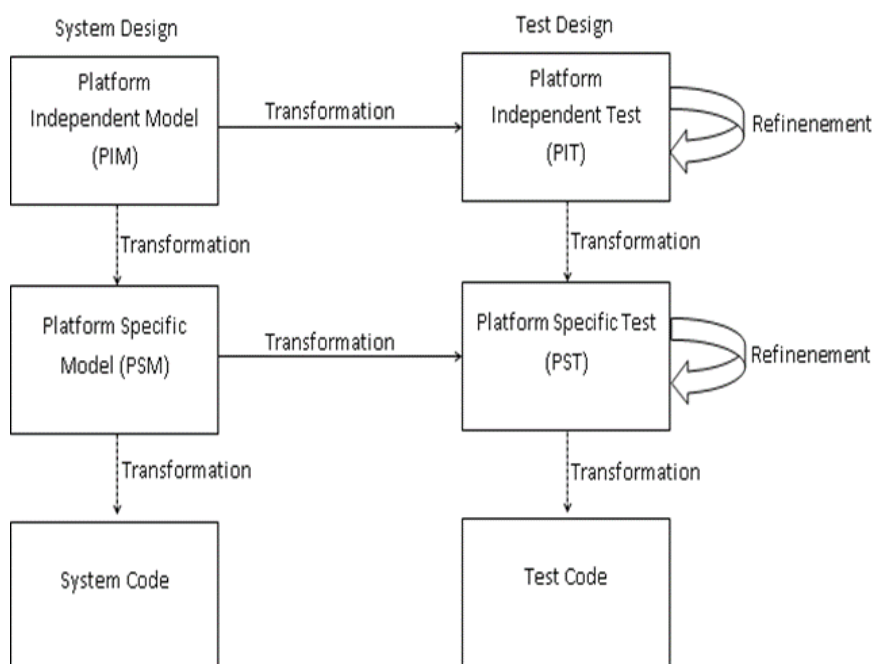 System Design
Test Design
Platform
Independent Model
(PIM)
Transformation
Platform
Independent Test
(PIT)
Refinenement
Transformation
Transformation
Platform Specific
Model (PSM)
Transformation
Platform Specific Test
(PST)
Refinenement
Transformation
Transformation
System Code
Test Code